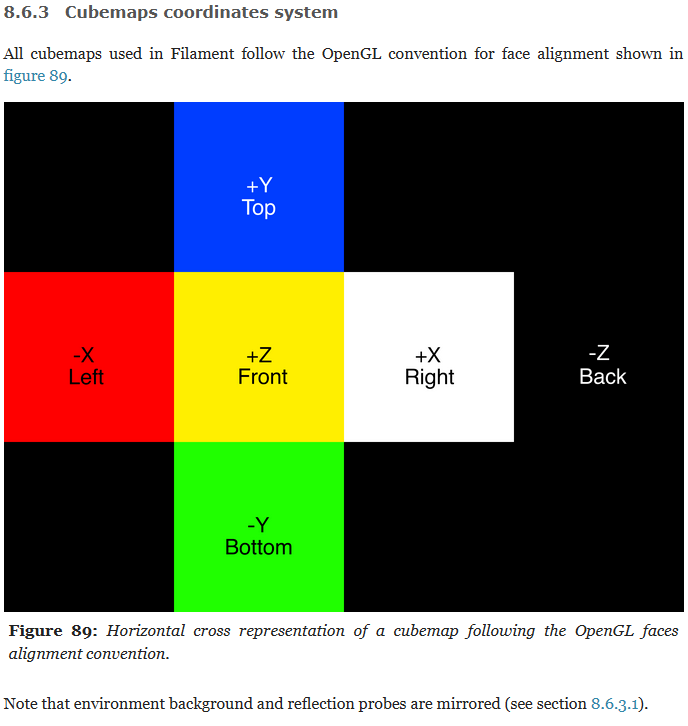 8.6.3 Cubemaps coordinates system
All cubemaps used in Filament follow the OpenGL convention for face alignment shown in
figure 89.
+Y
Top
-X
Left
+Z
Front
+X
Right
-Z
Back
-Y
Bottom
Figure 89: Horizontal cross representation of a cubemap following the OpenGL faces
alignment convention.
Note that environment background and reflection probes are mirrored (see section 8.6.3.1).